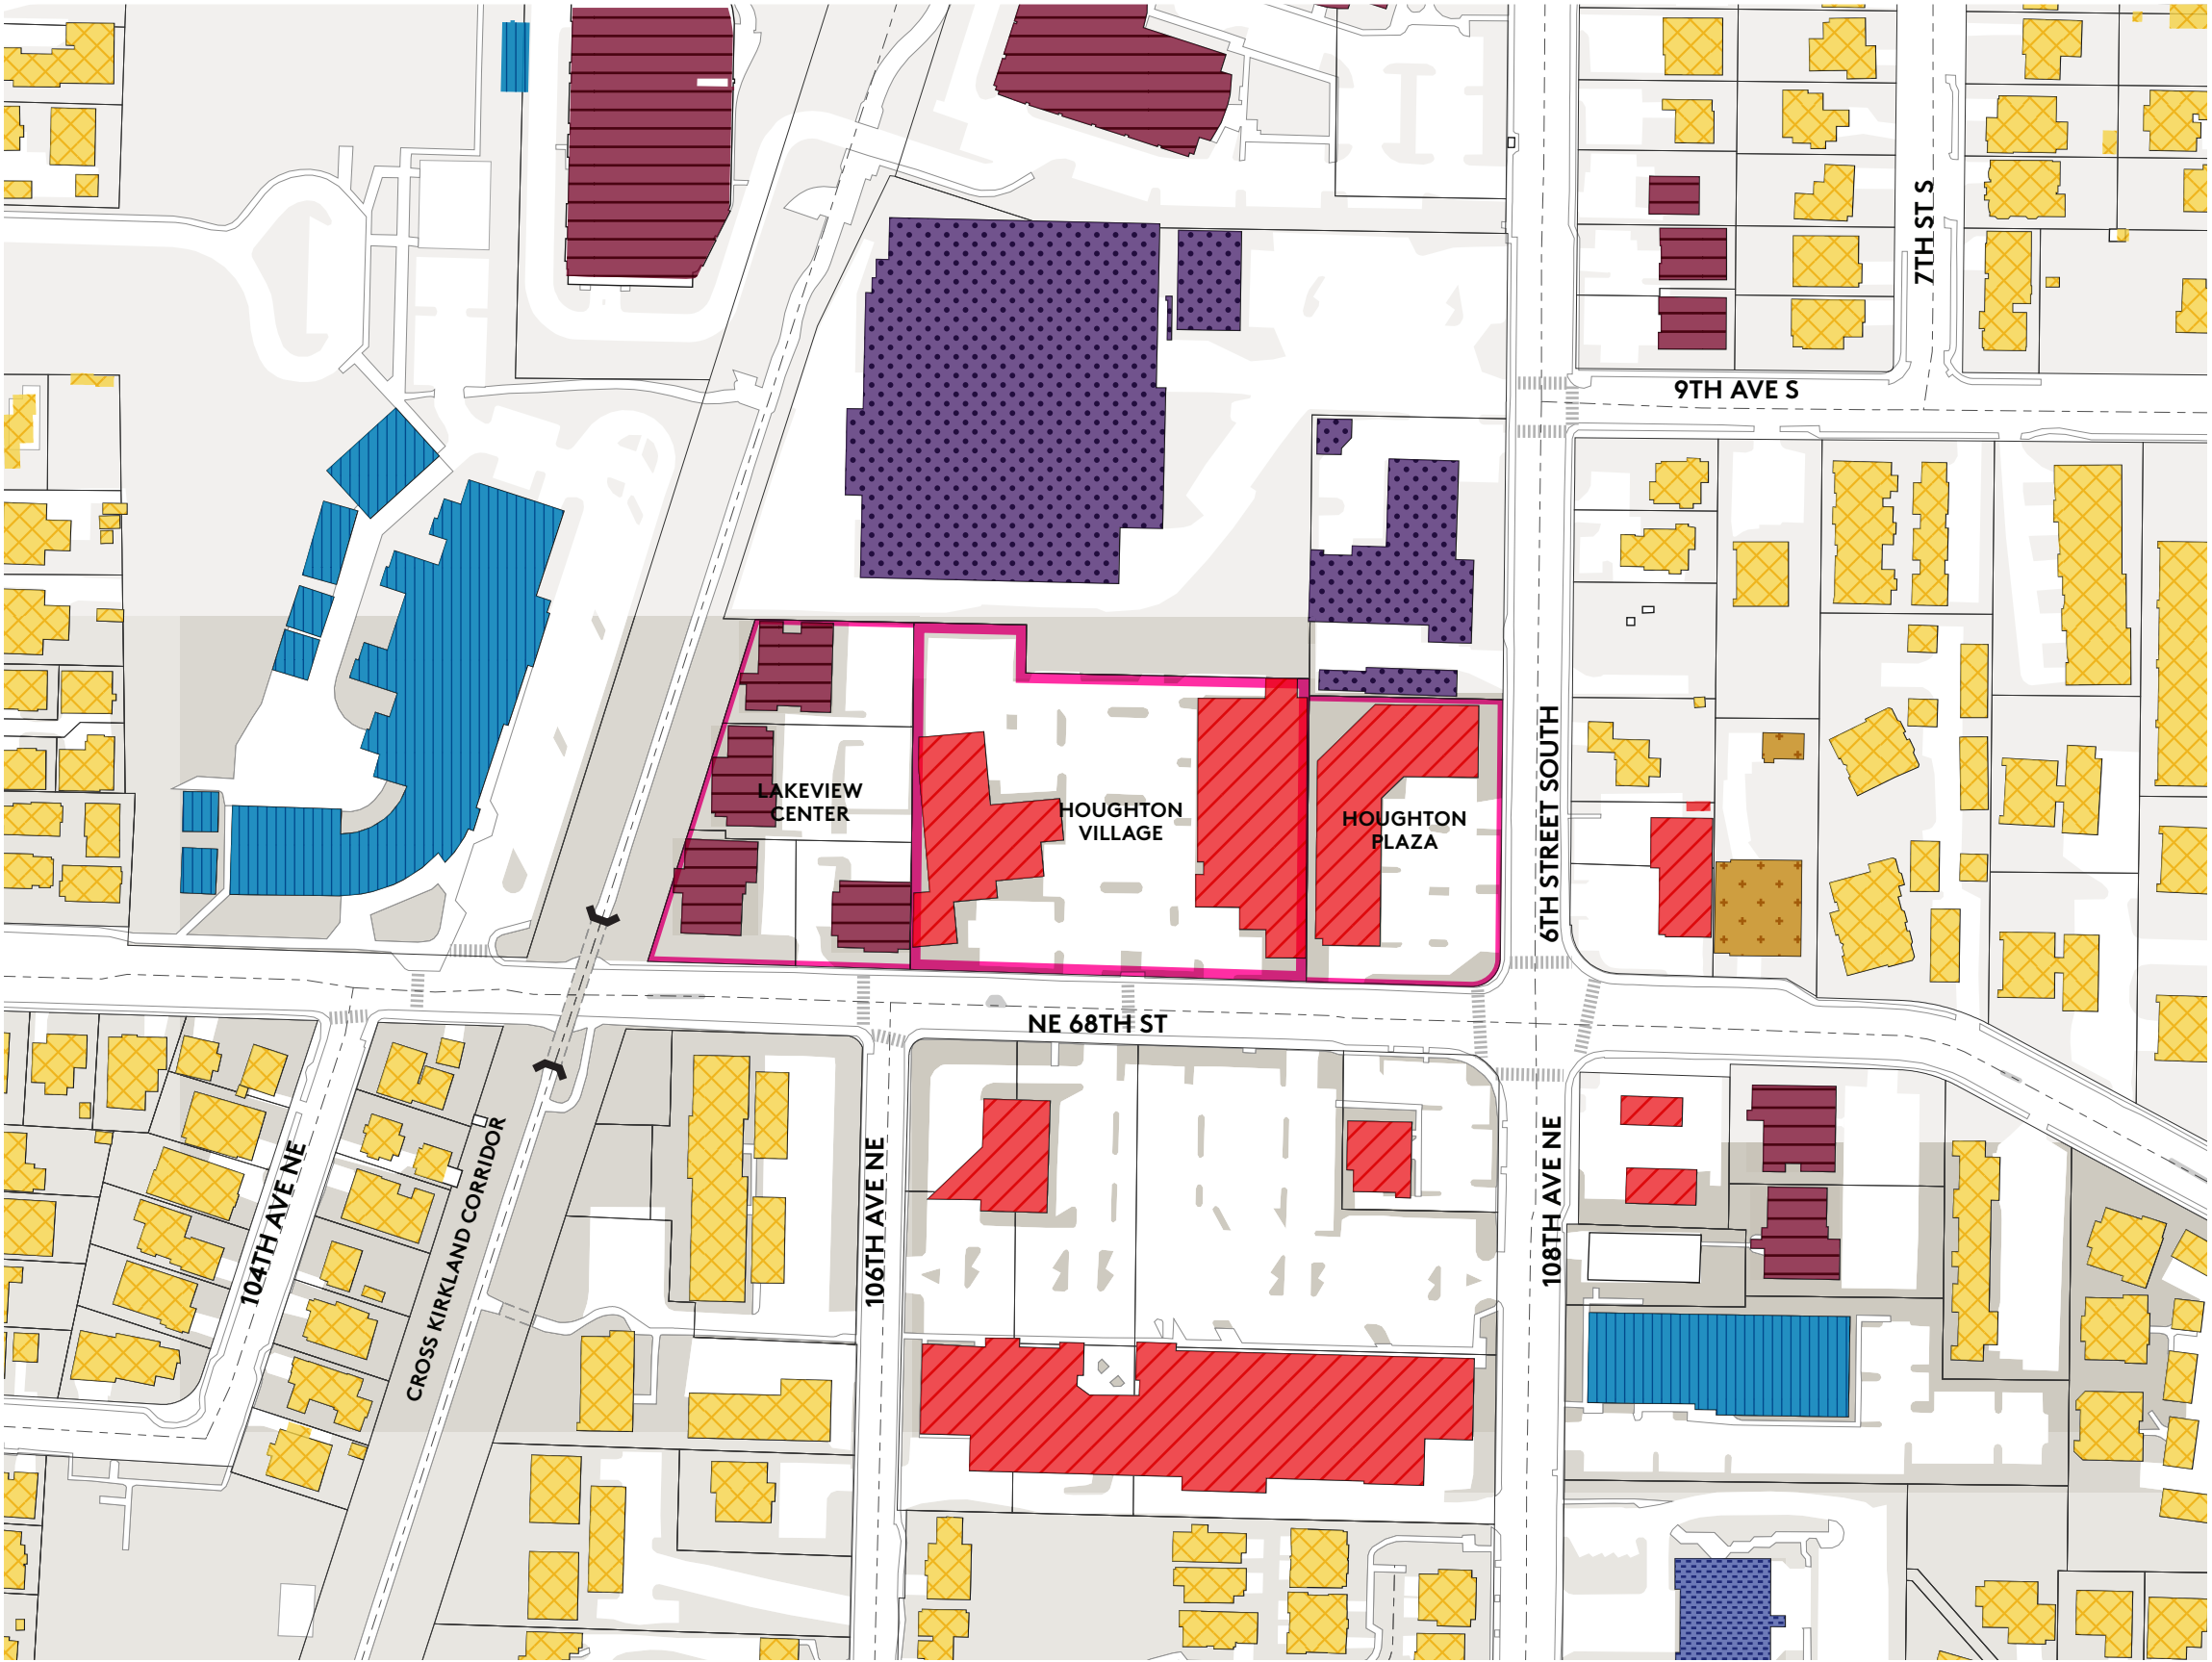 7TH ST S
9TH AVE S
6TH STREET SOUTH
LAKEVIEW
CENTER
HOUGHTON
VILLAGE
HOUGHTON
PLAZA
NE 68TH ST
104TH AVE NE
CROSS KIRKLAND CORRIDOR
106TH AVE NE
108TH AVE NE